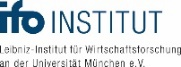 ifo INSTITUT
Leibniz-Institut für Wirtschaftsforschung
an der Universität München e.V.